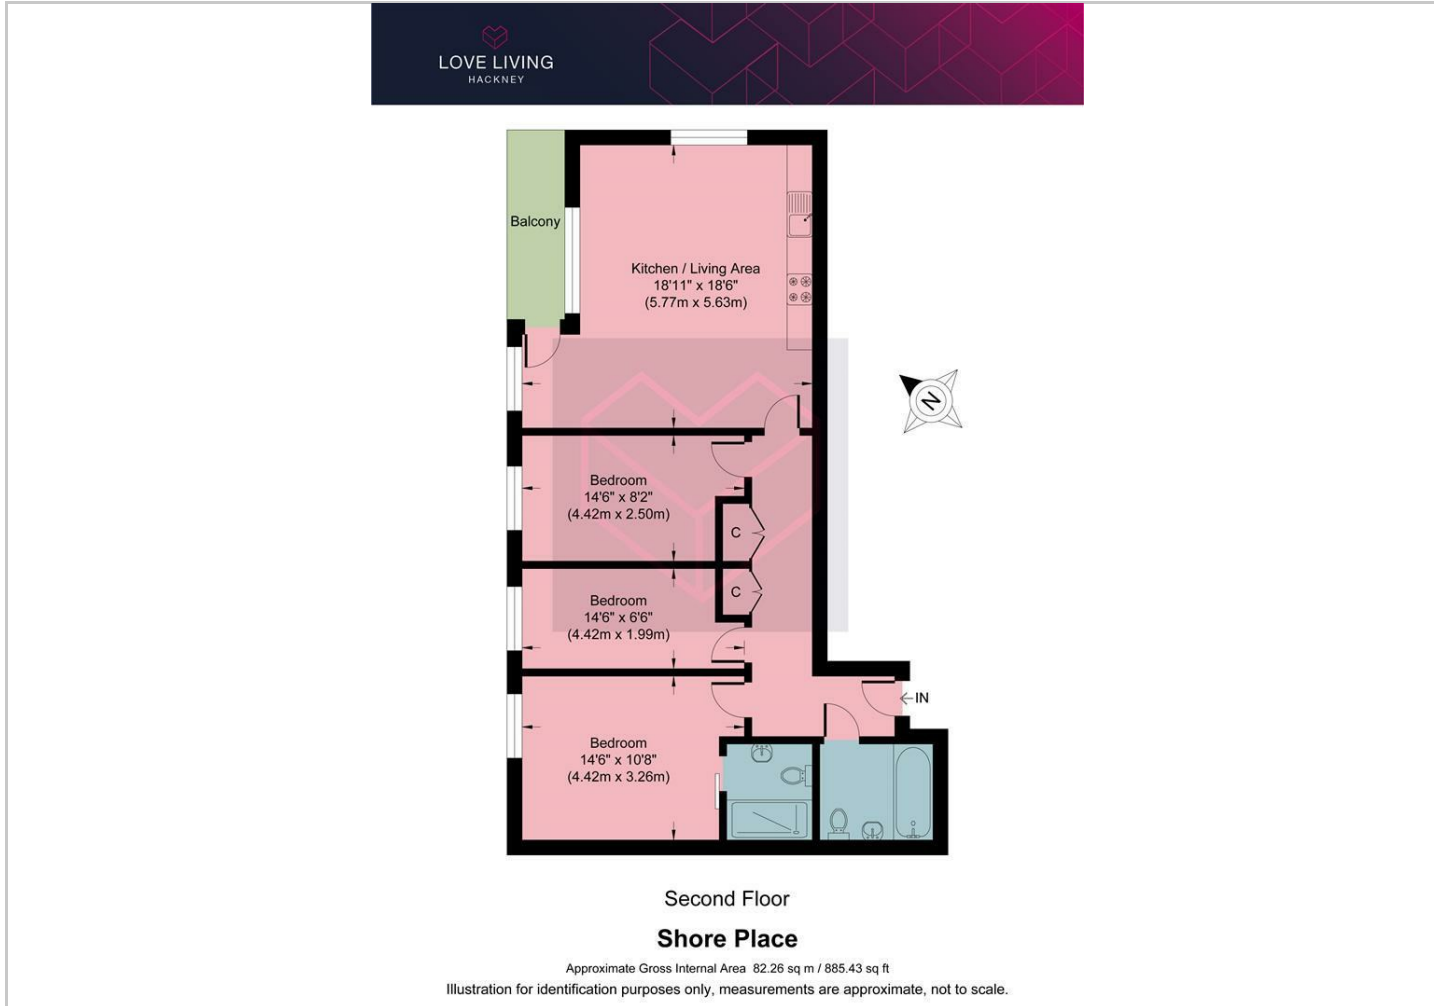 LOVE LIVING
HACKNEY
Balcony
Kitchen / Living Area
18'11" x 18'6"
(5.77m x 5.63m)
N
Bedroom
14'6" x 8'2"
(4.42m x 2.50m)
C
C
Bedroom
14'6" x 6'6"
(4.42m x 1.99m)
IN
Bedroom
14'6" x 10'8"
(4.42m x 3.26m)
Second Floor
Shore Place
Approximate Gross Internal Area 82.26 sq m / 885.43 sq ft
Illustration for identification purposes only, measurements are approximate, not to scale.